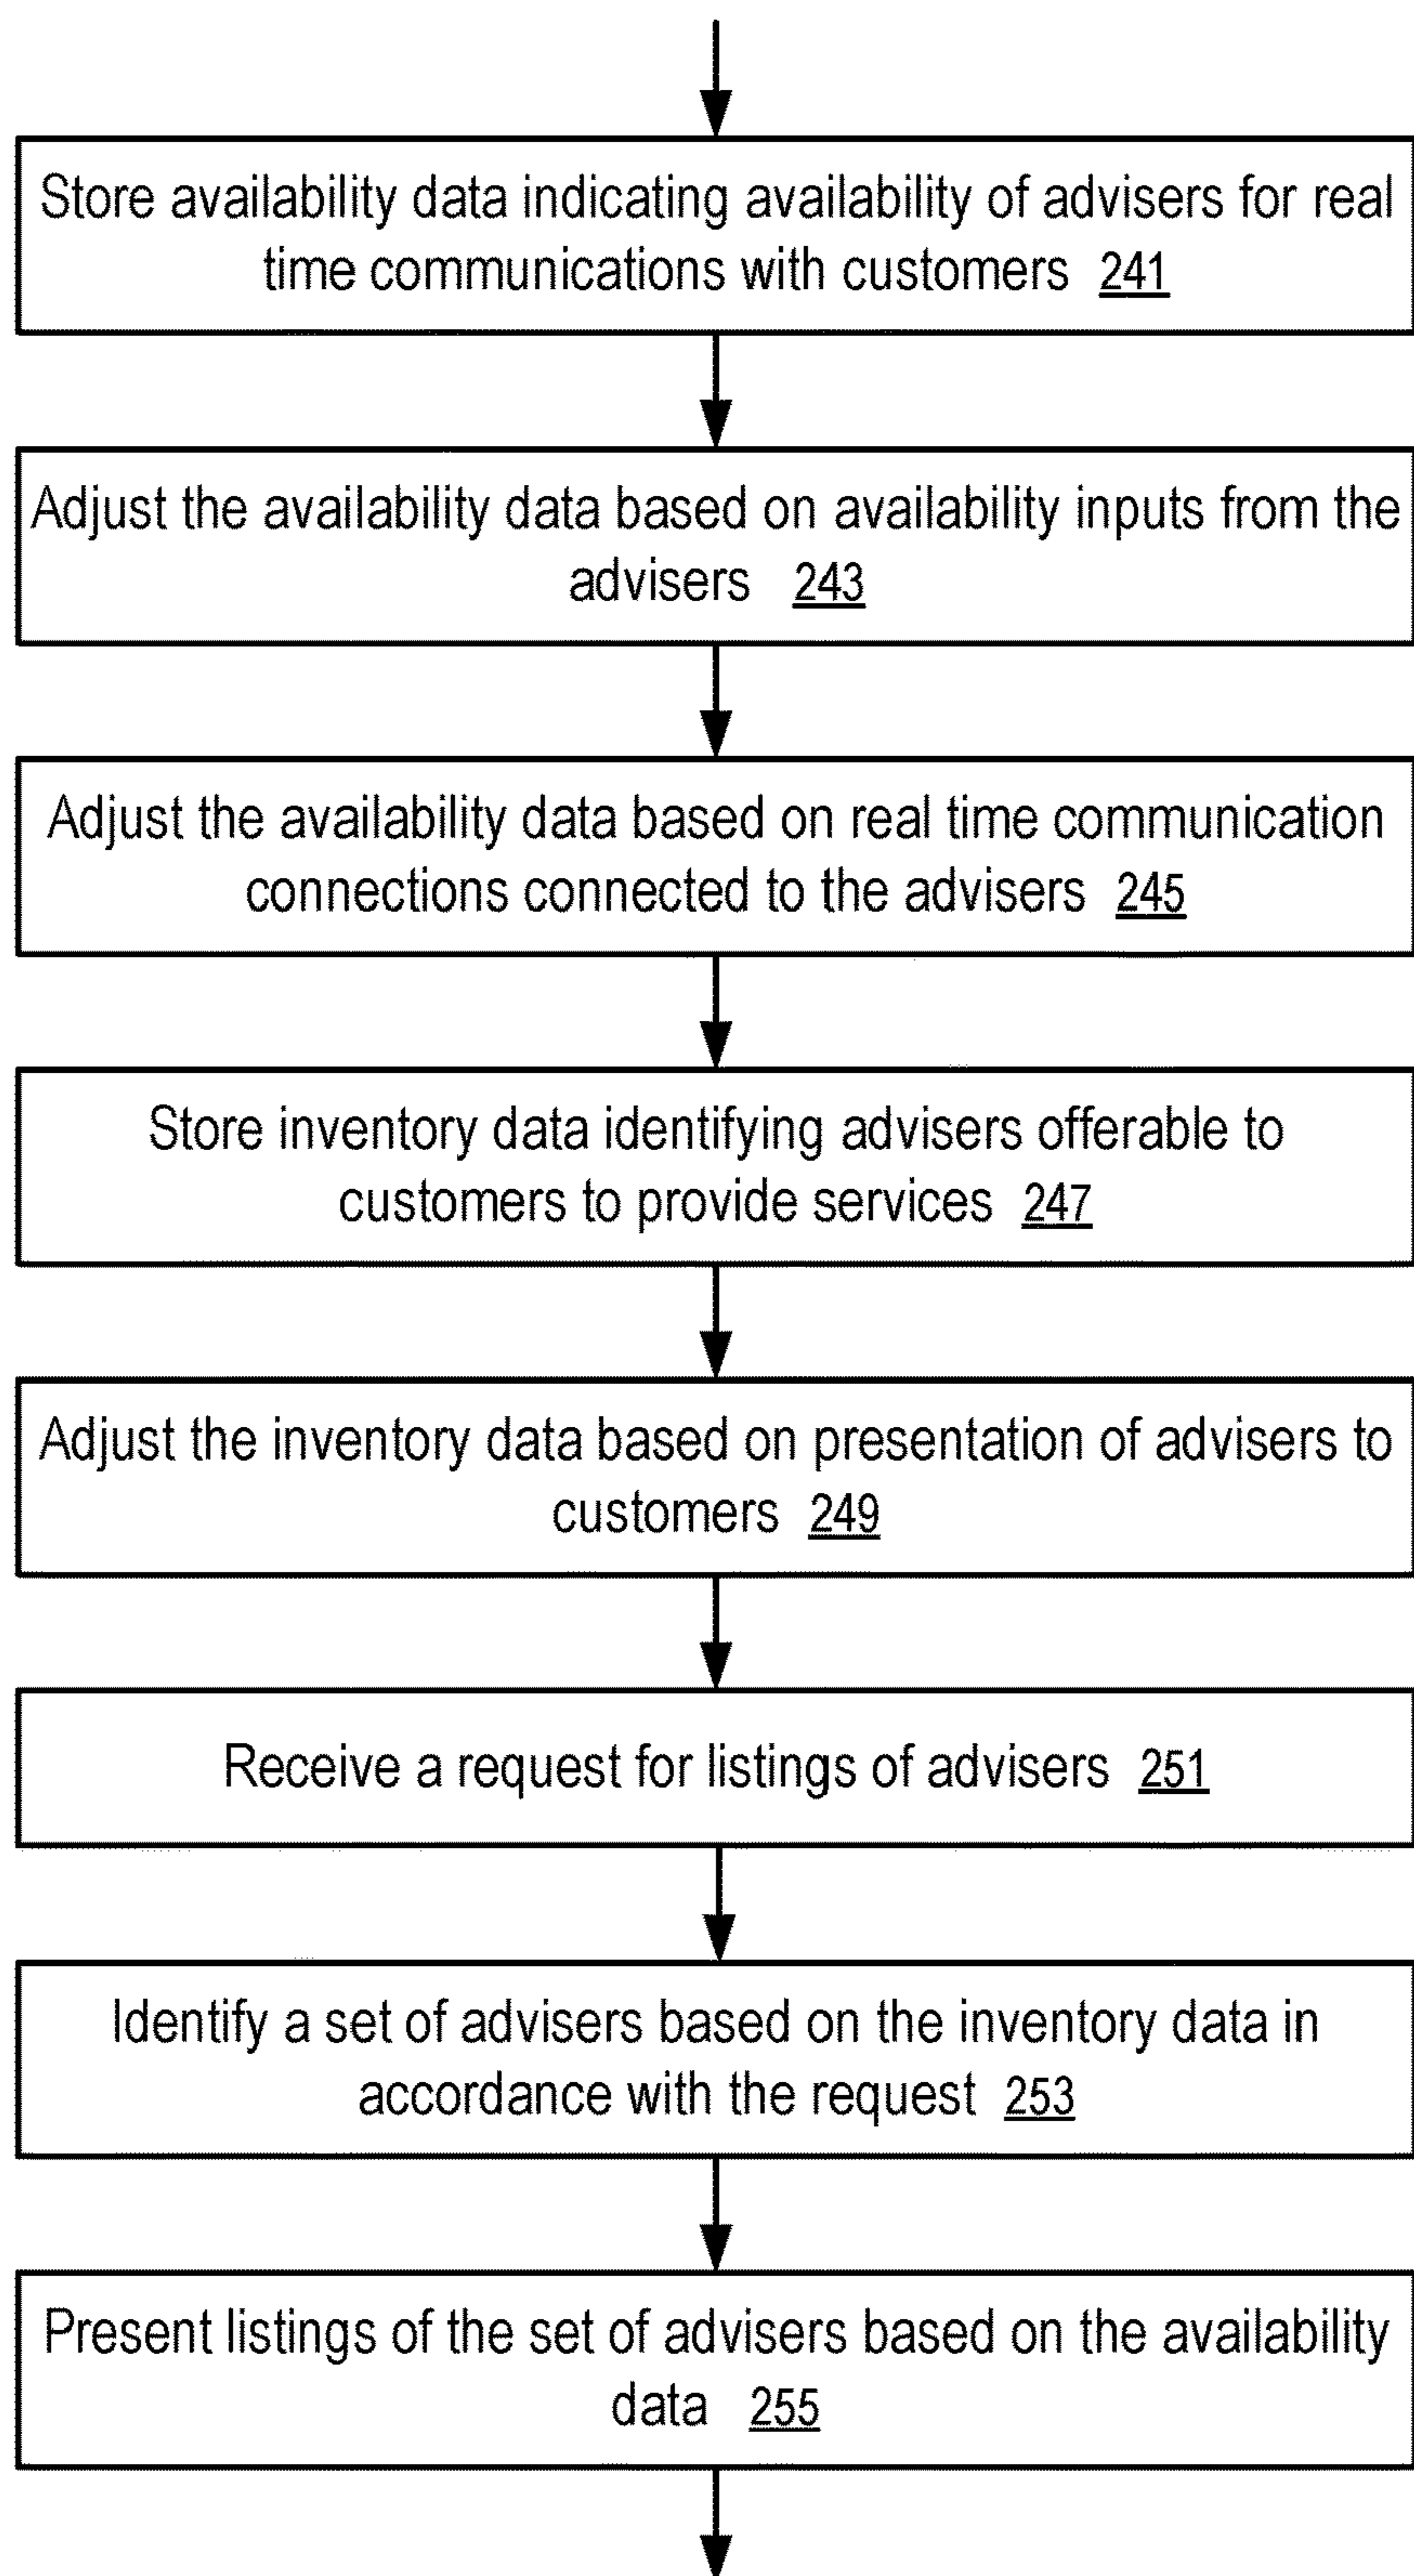 Store availability data indicating availability of advisers for real
time communications with customers 241
Adjust the availability data based on availability inputs from the
advisers 243
Adjust the availability data based on real time communication
connections connected to the advisers 245
Store inventory data identifying advisers offerable to
customers to provide services 247
Adjust the inventory data based on presentation of advisers to
customers 249
Receive a request for listings of advisers 251
Identify a set of advisers based on the inventory data in
accordance with the request 253
Present listings of the set of advisers based on the availability
data 255